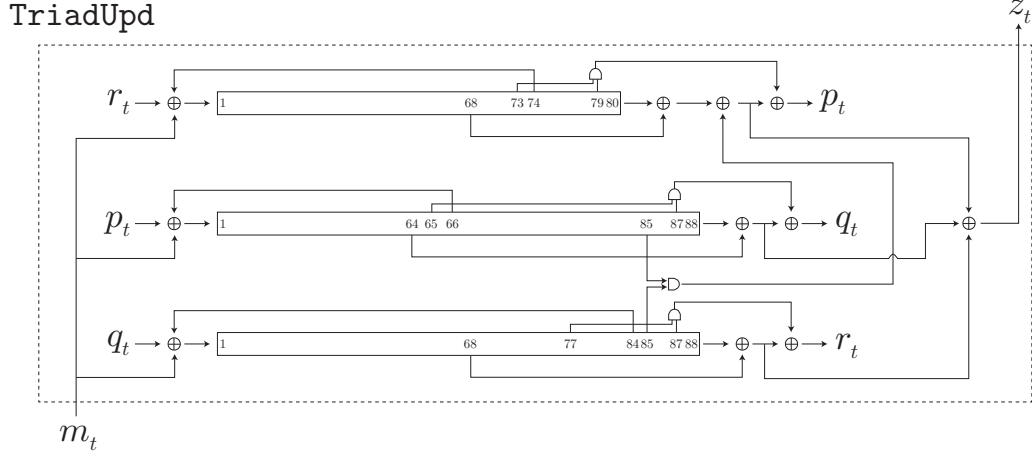 TriadUpd
z_t
r_t 1 68 73 74 79 80 p_t
p_t 1 64 65 66 85 87 88 q_t
q_t 1 68 77 84 85 87 88 r_t
m_t